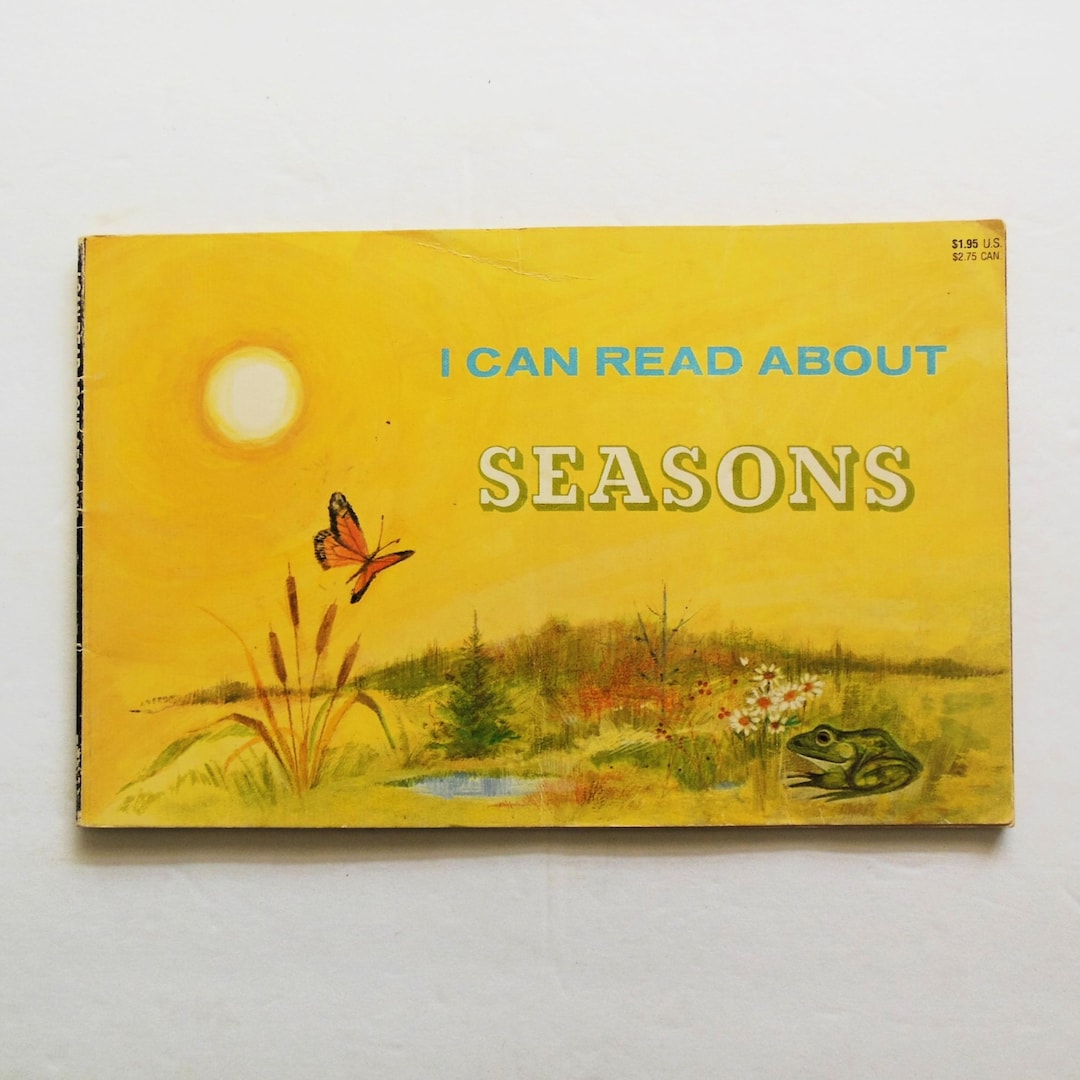 $1.95 U.S.
$2.75 CAN
I CAN READ ABOUT
SEASONS